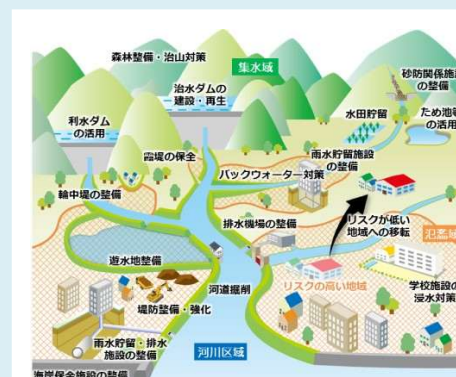 森林整備・治山対策
集水域
砂防関係施
の整備
治水ダムの
建設・再生
水田貯留
ため池等
の活用
利水ダム
の活用
霞堤の保全
雨水貯留施設
の整備
バックウォーター対策
輪中堤の整備
排水機場の整備
リスクが低い
地域への移転
氾濫域
遊水地整備
河道掘削
リスクの高い地域
学校施設の
浸水対策
堤防整備・強化
雨水貯留・排水
施設の整備
河川区域
海岸保全施設の整備